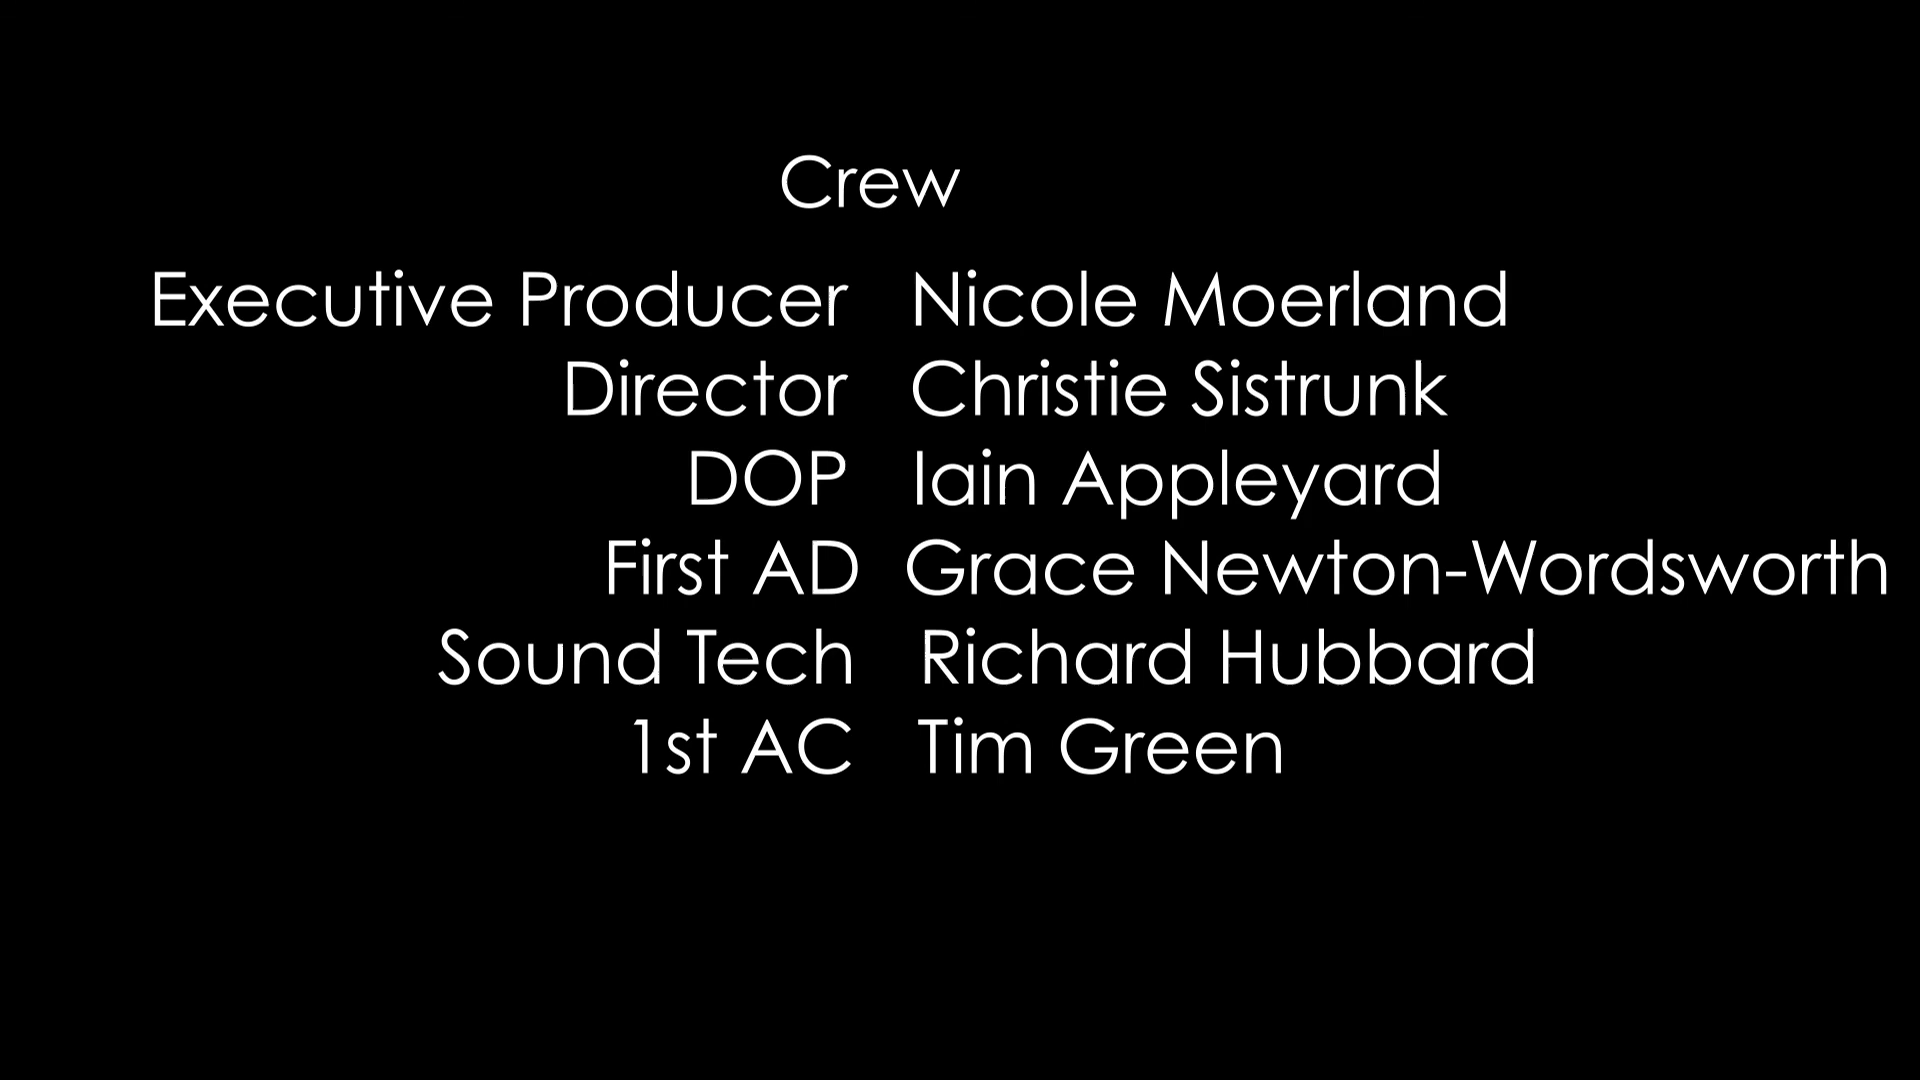 Crew
Executive Producer Nicole Moerland
Director Christie Sistrunk
DOP Iain Appleyard
First AD Grace Newton-Wordsworth
Sound Tech Richard Hubbard
1st AC Tim Green